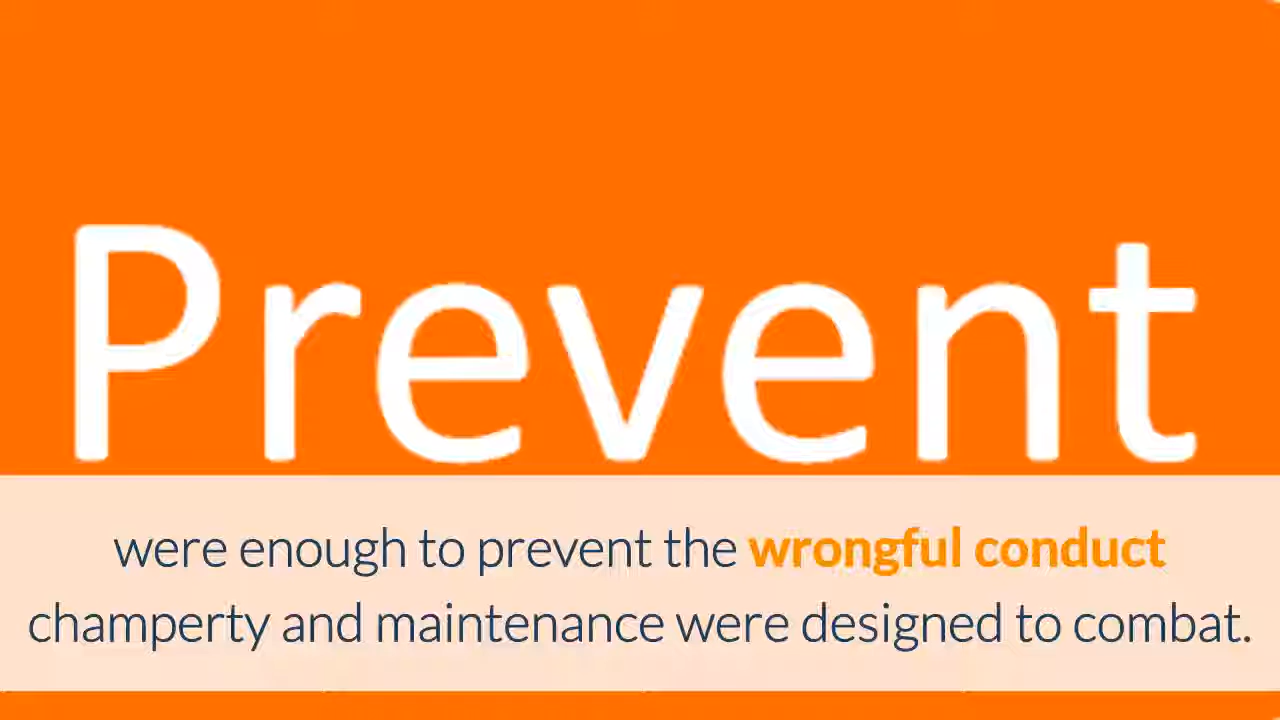 Prevent
were enough to prevent the wrongful conduct
champerty and maintenance were designed to combat.